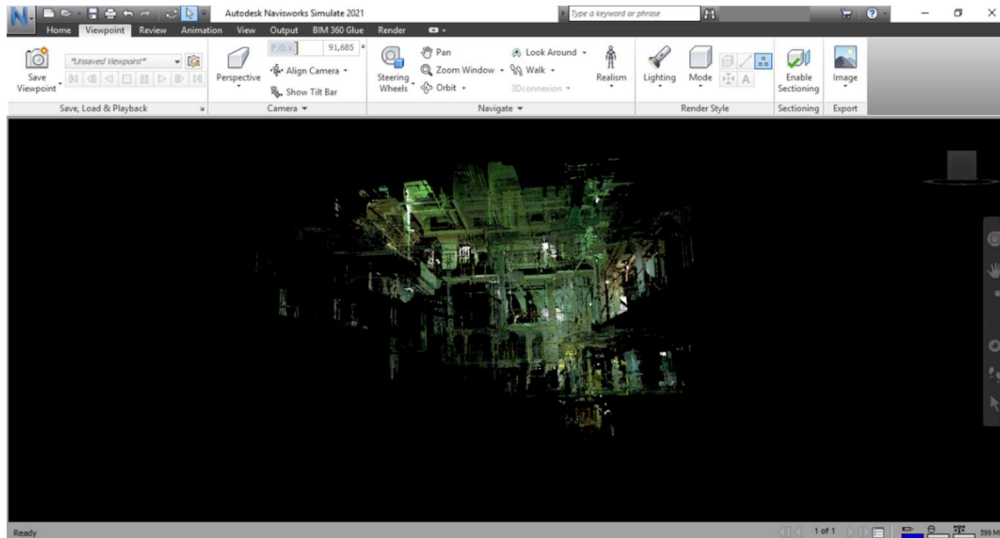 N
Autodesk Navisworks Simulate 2021
Type a keyword or phrase
?
Home Viewpoint Review Animation View Output BIM 360 Glue Render
Save
Viewpoint
"Unsaved Viewpoint"
Save, Load & Playback
Perspective
F.O.V. 91,685 °
Align Camera
Show Tilt Bar
Camera
Steering
Wheels
Pan
Zoom Window
Orbit
Look Around
Walk
3Dconnexion
Realism
Navigate
Lighting
Mode
A
Render Style
Enable
Sectioning
Sectioning
Image
Export
Ready
1 of 1
599 M